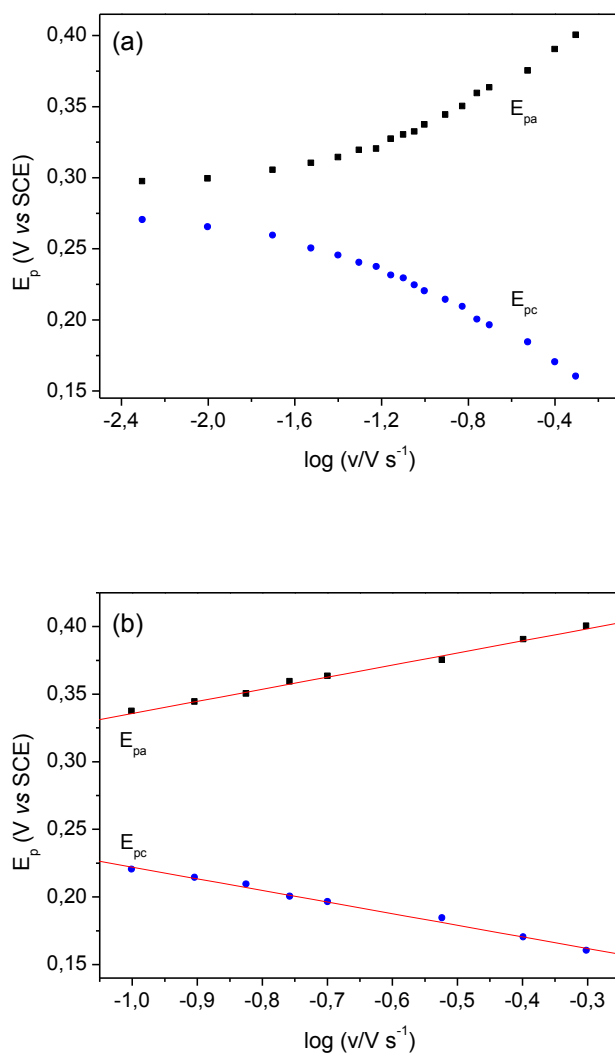 (a)
0,40
0,35
0,30
0,25
0,20
0,15
E_p (V vs SCE)
E_pa
E_pc
-2,4 -2,0 -1,6 -1,2 -0,8 -0,4
log (v/V s^-1)
(b)
0,40
0,35
0,30
0,25
0,20
0,15
E_p (V vs SCE)
E_pa
E_pc
-1,0 -0,9 -0,8 -0,7 -0,6 -0,5 -0,4 -0,3
log (v/V s^-1)